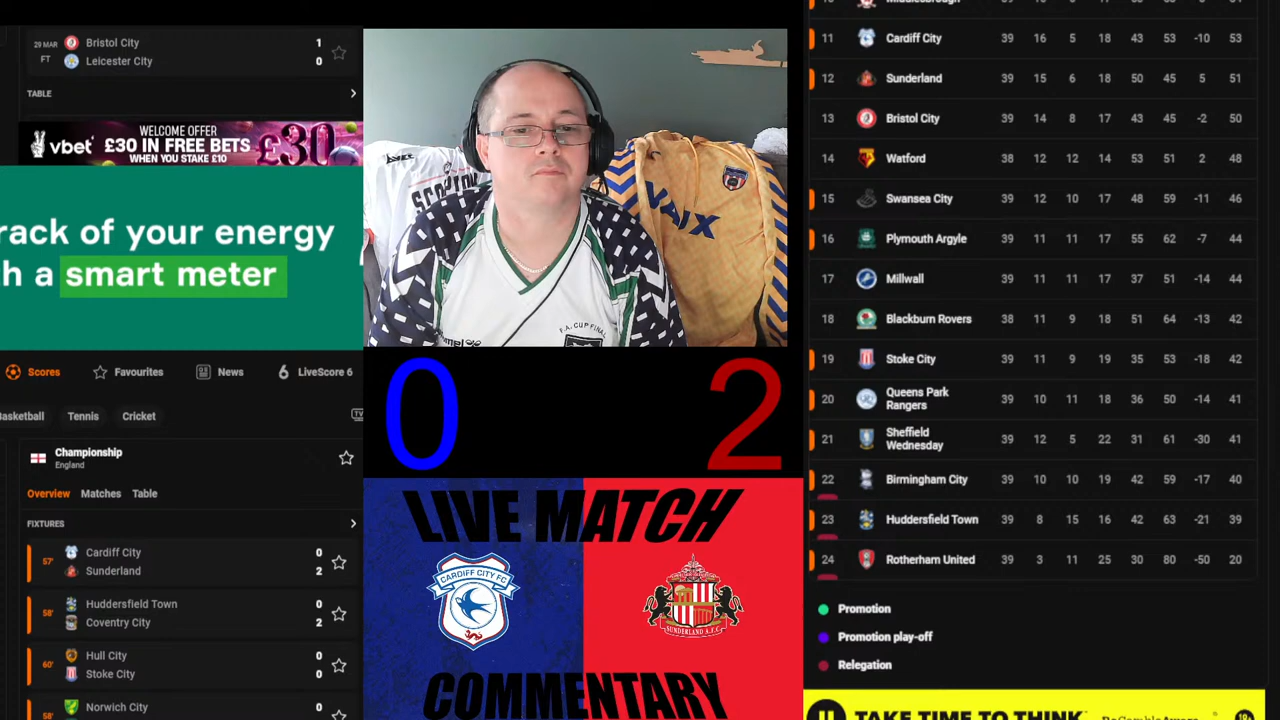 29 MAR
FT
Bristol City 1
Leicester City 0
TABLE
vbet
WELCOME OFFER
£30 IN FREE BETS
WHEN YOU STAKE £10
£30
rack of your energy
h a smart meter
Scores Favourites News 6 LiveScore 6
Basketball Tennis Cricket
Championship
England
Overview Matches Table
FIXTURES
57'
Cardiff City 0
Sunderland 2
58'
Huddersfield Town 0
Coventry City 2
60'
Hull City 0
Stoke City 0
58'
Norwich City 0
VAIX
F.A. CUP FINAL
0 2
LIVE MATCH
CARDIFF CITY FC
SUNDERLAND A.F.C
COMMENTARY
11 Cardiff City 39 16 5 18 43 53 -10 53
12 Sunderland 39 15 6 18 50 45 5 51
13 Bristol City 39 14 8 17 43 45 -2 50
14 Watford 38 12 12 14 53 51 2 48
15 Swansea City 39 12 10 17 48 59 -11 46
16 Plymouth Argyle 39 11 11 17 55 62 -7 44
17 Millwall 39 11 11 17 37 51 -14 44
18 Blackburn Rovers 38 11 9 18 51 64 -13 42
19 Stoke City 39 11 9 19 35 53 -18 42
20 Queens Park
Rangers 39 10 11 18 36 50 -14 41
21 Sheffield
Wednesday 39 12 5 22 31 61 -30 41
22 Birmingham City 39 10 10 19 42 59 -17 40
23 Huddersfield Town 39 8 15 16 42 63 -21 39
24 Rotherham United 39 3 11 25 30 80 -50 20
Promotion
Promotion play-off
Relegation
TAKE TIME TO THINK